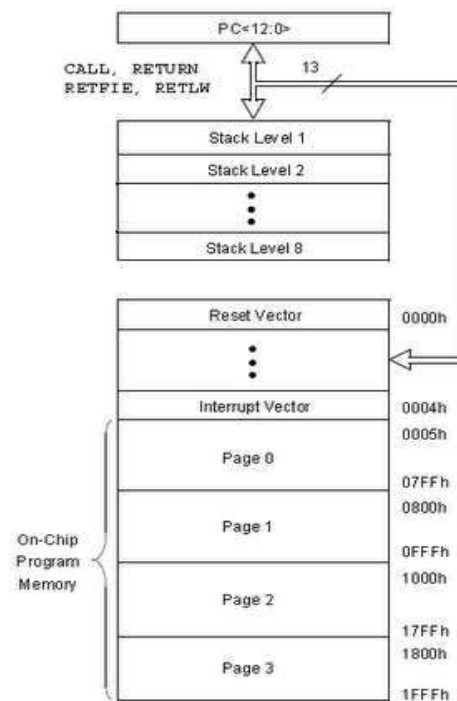 PC<12:0>
CALL, RETURN
RETFIE, RETLW
13
Stack Level 1
Stack Level 2
Stack Level 8
Reset Vector
0000h
Interrupt Vector
0004h
0005h
Page 0
07FFh
0800h
Page 1
0FFFh
On-Chip
Program
Memory
1000h
Page 2
17FFh
1800h
Page 3
1FFFh